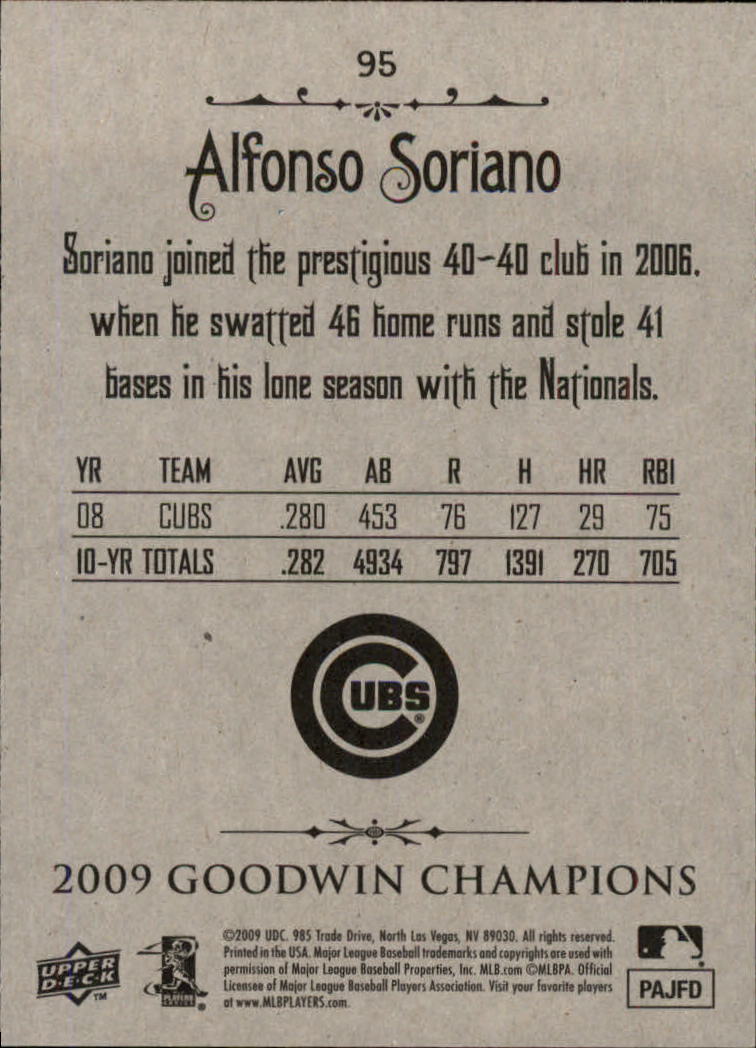 95
Alfonso Soriano
Soriano joined the prestigious 40-40 club in 2006,
when he swatted 46 home runs and stole 41
bases in his lone season with the Nationals.
YR TEAM AVG AB R H HR RBI
08 CUBS .280 453 76 127 29 75
10-YR TOTALS .282 4934 797 1391 270 705
CUBS®
2009 GOODWIN CHAMPIONS
©2009 UDC. 985 Trade Drive, North Las Vegas, NV 89030. All rights reserved.
Printed in the USA. Major League Baseball trademarks and copyrights are used with
permission of Major League Baseball Properties, Inc. MLB.com ©MLBPA. Official
Licensee of Major League Baseball Players Association. Visit your favorite players
at www.MLBPLAYERS.com.
UPPER
D·E·C·K
TM
PAJFD